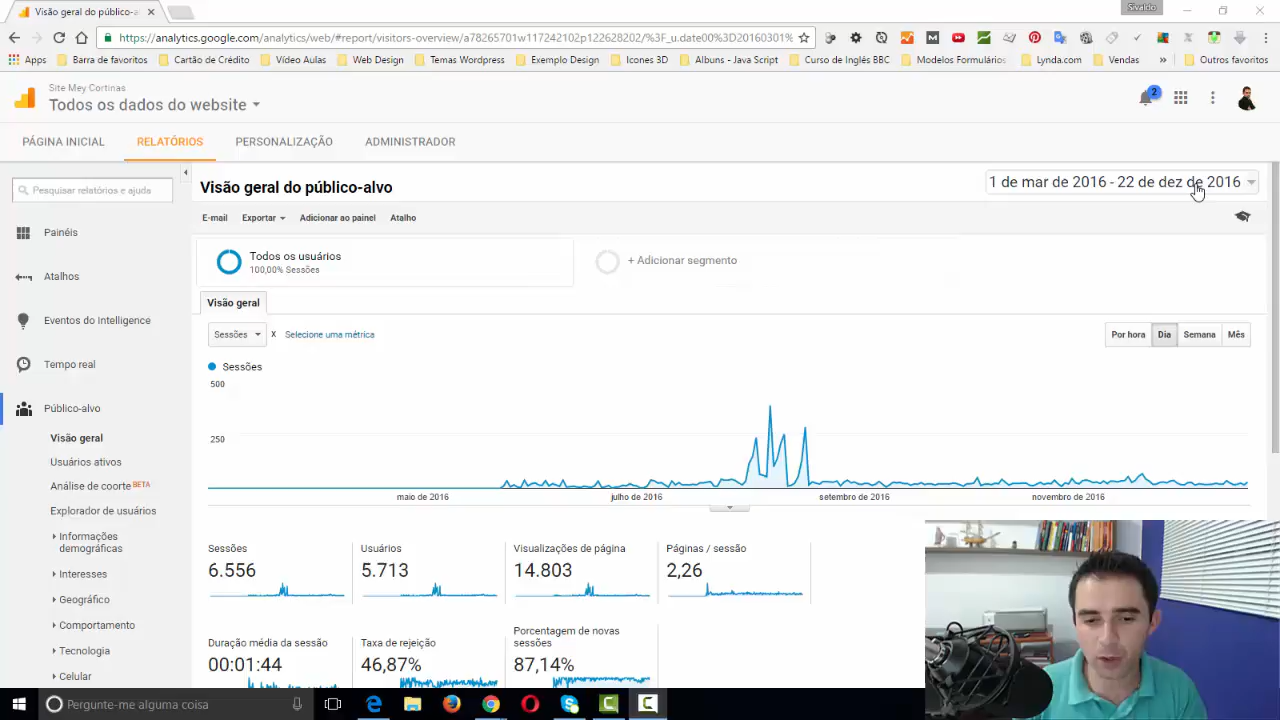 Visão geral do público-a
Sivaldo
https://analytics.google.com/analytics/web/#report/visitors-overview/a78265701w117242102p122628202/%3F_u.date00%3D20160301%
Apps
Barra de favoritos
Cartão de Crédito
Vídeo Aulas
Web Design
Temas Wordpress
Exemplo Design
Icones 3D
Albuns - Java Script
Curso de Inglês BBC
Modelos Formulários
Lynda.com
Vendas
»
Outros favoritos
Site Mey Cortinas
Todos os dados do website
2
PÁGINA INICIAL
RELATÓRIOS
PERSONALIZAÇÃO
ADMINISTRADOR
Pesquisar relatórios e ajuda
Visão geral do público-alvo
1 de mar de 2016 - 22 de dez de 2016
E-mail
Exportar
Adicionar ao painel
Atalho
Painéis
Atalhos
Eventos do Intelligence
Tempo real
Público-alvo
Visão geral
Usuários ativos
Análise de coorte BETA
Explorador de usuários
Informações
demográficas
Interesses
Geográfico
Comportamento
Tecnologia
Celular
Todos os usuários
100,00% Sessões
+ Adicionar segmento
Visão geral
Sessões
x
Selecione uma métrica
Por hora
Dia
Semana
Mês
Sessões
500
250
maio de 2016
julho de 2016
setembro de 2016
novembro de 2016
Sessões
6.556
Usuários
5.713
Visualizações de página
14.803
Páginas / sessão
2,26
Duração média da sessão
00:01:44
Taxa de rejeição
46,87%
Porcentagem de novas
sessões
87,14%
Pergunte-me alguma coisa